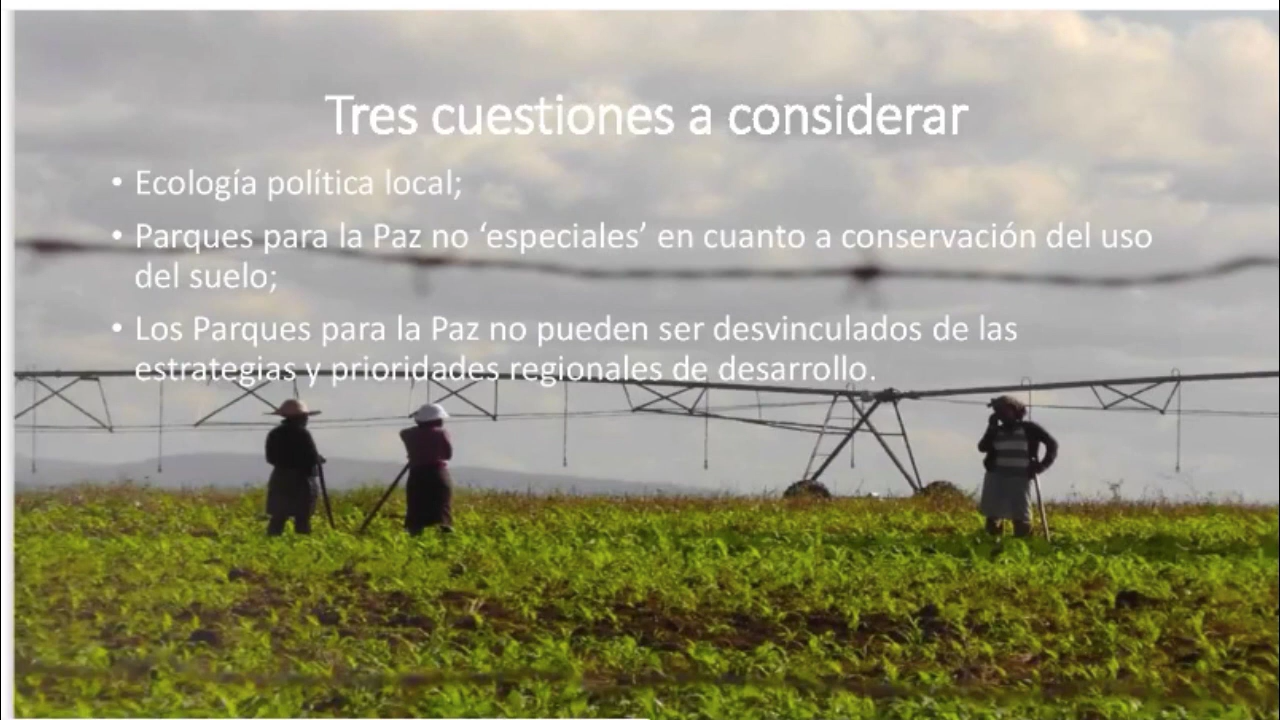 Tres cuestiones a considerar
• Ecología política local;
• Parques para la Paz no ‘especiales’ en cuanto a conservación del uso
del suelo;
• Los Parques para la Paz no pueden ser desvinculados de las
estrategias y prioridades regionales de desarrollo.